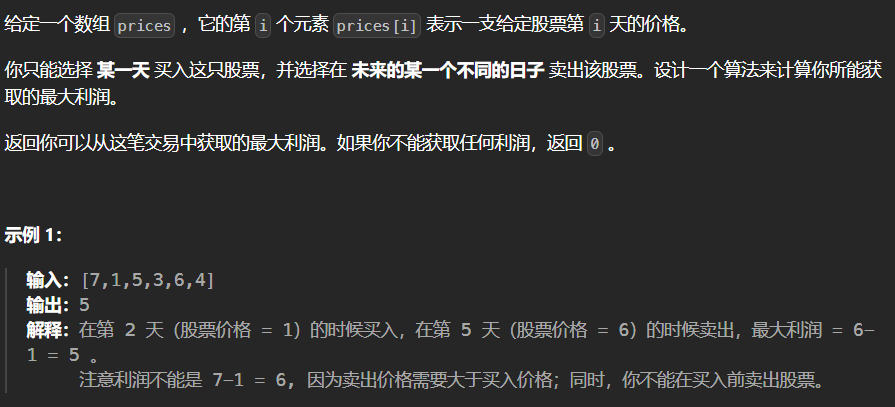 给定一个数组 prices ，它的第 i 个元素 prices[i] 表示一支给定股票第 i 天的价格。
你只能选择 某一天 买入这只股票，并选择在 未来的某一个不同的日子 卖出该股票。设计一个算法来计算你所能获
取的最大利润。
返回你可以从这笔交易中获取的最大利润。如果你不能获取任何利润，返回 0 。
示例 1：
输入：[7,1,5,3,6,4]
输出：5
解释：在第 2 天（股票价格 = 1）的时候买入，在第 5 天（股票价格 = 6）的时候卖出，最大利润 = 6-
1 = 5 。
注意利润不能是 7-1 = 6, 因为卖出价格需要大于买入价格；同时，你不能在买入前卖出股票。